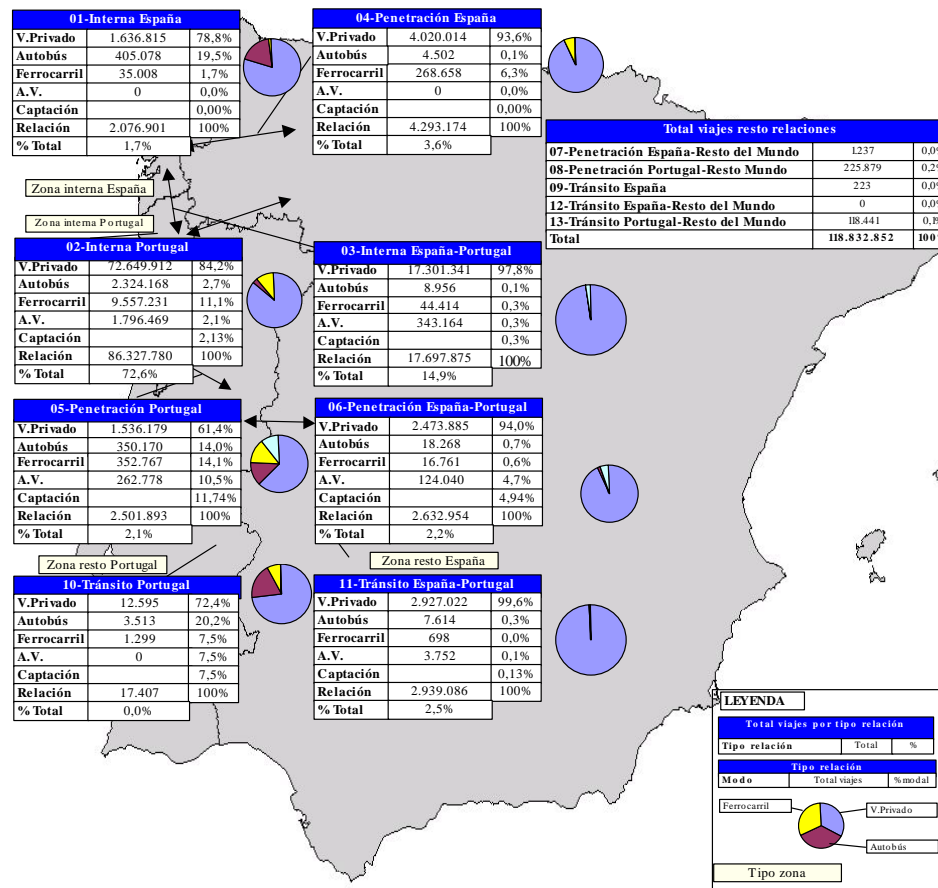 01-Interna España
V.Privado 1.636.815 78,8%
Autobús 405.078 19,5%
Ferrocarril 35.008 1,7%
A.V. 0 0,0%
Captación 0,00%
Relación 2.076.901 100%
% Total 1,7%
04-Penetración España
V.Privado 4.020.014 93,6%
Autobús 4.502 0,1%
Ferrocarril 268.658 6,3%
A.V. 0 0,0%
Captación 0,00%
Relación 4.293.174 100%
% Total 3,6%
Total viajes resto relaciones
07-Penetración España-Resto del Mundo 1237 0,0%
08-Penetración Portugal-Resto Mundo 225.879 0,2%
09-Tránsito España 223 0,0%
12-Tránsito España-Resto del Mundo 0 0,0%
13-Tránsito Portugal-Resto del Mundo 118.441 0,1%
Total 118.832.852 100
Zona interna España
Zona interna Portugal
02-Interna Portugal
V.Privado 72.649.912 84,2%
Autobús 2.324.168 2,7%
Ferrocarril 9.557.231 11,1%
A.V. 1.796.469 2,1%
Captación 2,13%
Relación 86.327.780 100%
% Total 72,6%
03-Interna España-Portugal
V.Privado 17.301.341 97,8%
Autobús 8.956 0,1%
Ferrocarril 44.414 0,3%
A.V. 343.164 0,3%
Captación 0,3%
Relación 17.697.875 100%
% Total 14,9%
05-Penetración Portugal
V.Privado 1.536.179 61,4%
Autobús 350.170 14,0%
Ferrocarril 352.767 14,1%
A.V. 262.778 10,5%
Captación 11,74%
Relación 2.501.893 100%
% Total 2,1%
06-Penetración España-Portugal
V.Privado 2.473.885 94,0%
Autobús 18.268 0,7%
Ferrocarril 16.761 0,6%
A.V. 124.040 4,7%
Captación 4,94%
Relación 2.632.954 100%
% Total 2,2%
Zona resto Portugal
Zona resto España
10-Tránsito Portugal
V.Privado 12.595 72,4%
Autobús 3.513 20,2%
Ferrocarril 1.299 7,5%
A.V. 0 7,5%
Captación 7,5%
Relación 17.407 100%
% Total 0,0%
11-Tránsito España-Portugal
V.Privado 2.927.022 99,6%
Autobús 7.614 0,3%
Ferrocarril 698 0,0%
A.V. 3.752 0,1%
Captación 0,13%
Relación 2.939.086 100%
% Total 2,5%
LEYENDA
Total viajes por tipo relación
Tipo relación Total %
Tipo relación
Modo Total viajes % modal
Ferrocarril
V.Privado
Autobús
Tipo zona